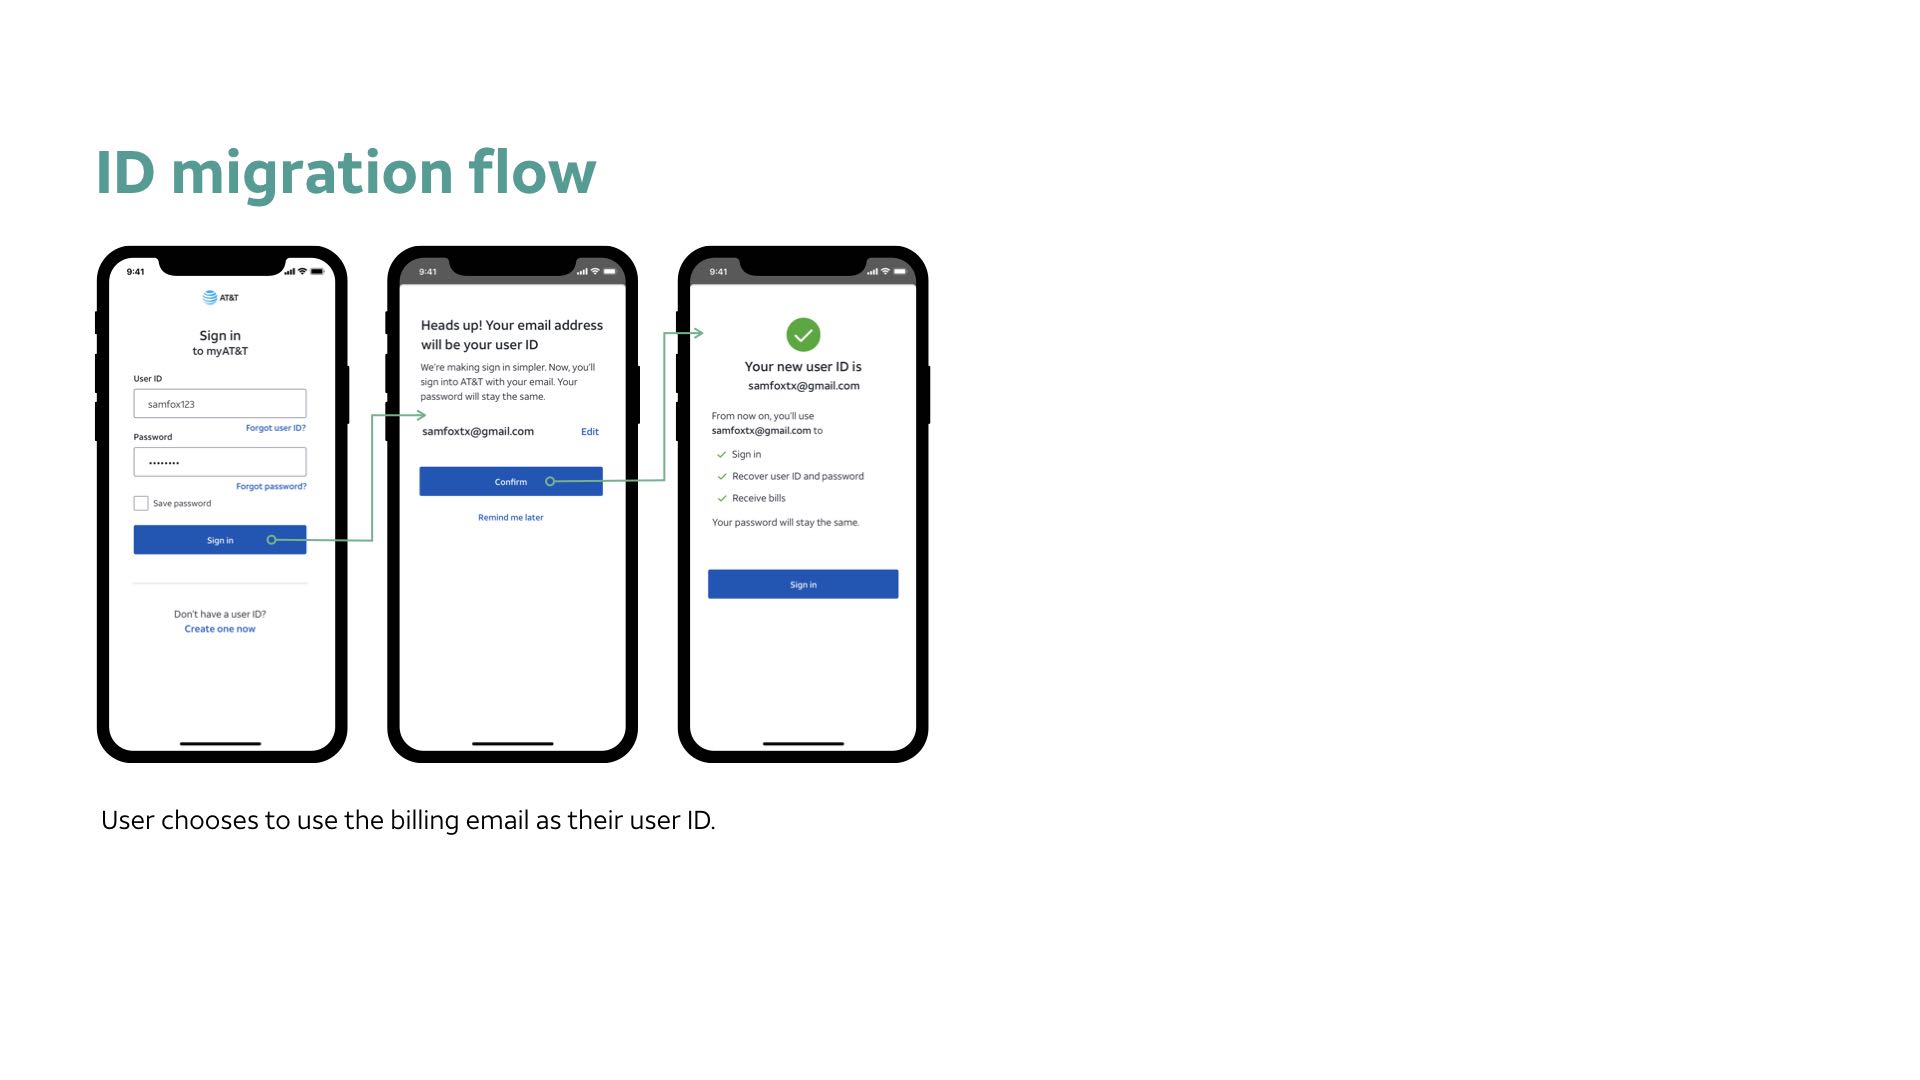 ID migration flow
9:41
AT&T
Sign in
to myAT&T
User ID
samfox123
Forgot user ID?
Password
••••••••
Forgot password?
Save password
Sign in
Don't have a user ID?
Create one now
9:41
Heads up! Your email address
will be your user ID
We're making sign in simpler. Now, you'll
sign into AT&T with your email. Your
password will stay the same.
samfoxtx@gmail.com Edit
Confirm
Remind me later
9:41
Your new user ID is
samfoxtx@gmail.com
From now on, you'll use
samfoxtx@gmail.com to
Sign in
Recover user ID and password
Receive bills
Your password will stay the same.
Sign in
User chooses to use the billing email as their user ID.